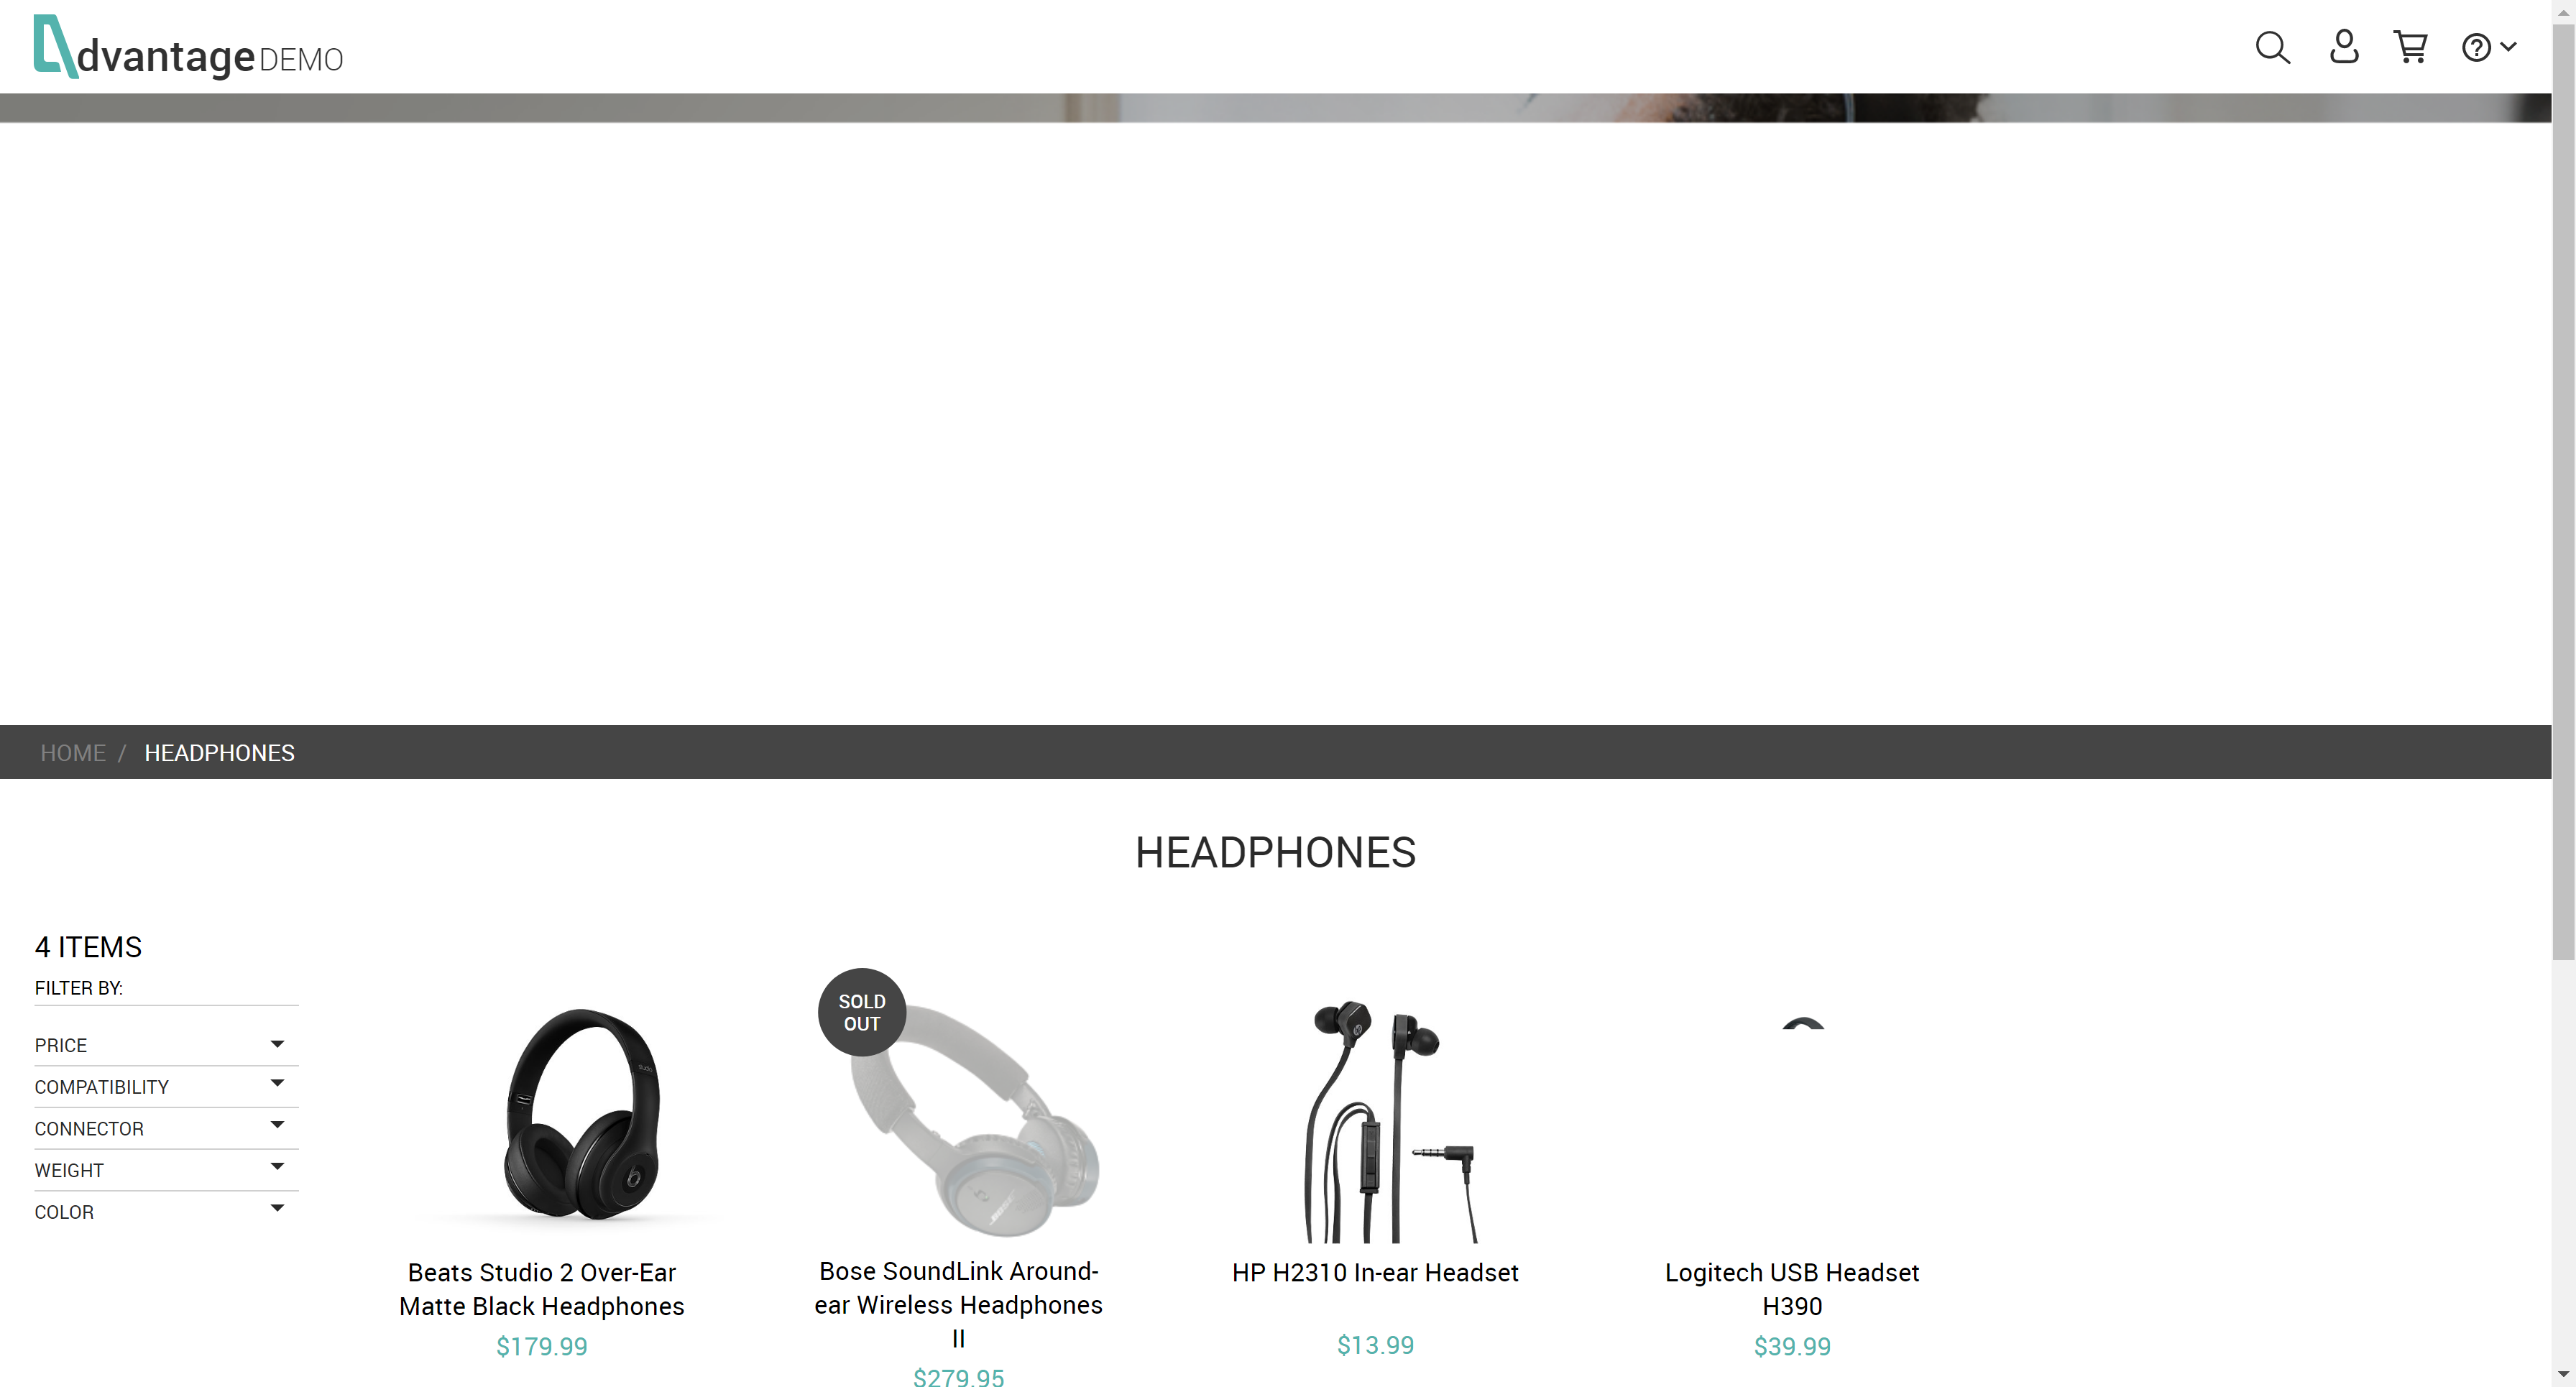 dvantage DEMO
HOME / HEADPHONES
HEADPHONES
4 ITEMS
FILTER BY:
PRICE
COMPATIBILITY
CONNECTOR
WEIGHT
COLOR
SOLD
OUT
Beats Studio 2 Over-Ear
Matte Black Headphones
$179.99
Bose SoundLink Around-
ear Wireless Headphones
II
$279.95
HP H2310 In-ear Headset
$13.99
Logitech USB Headset
H390
$39.99